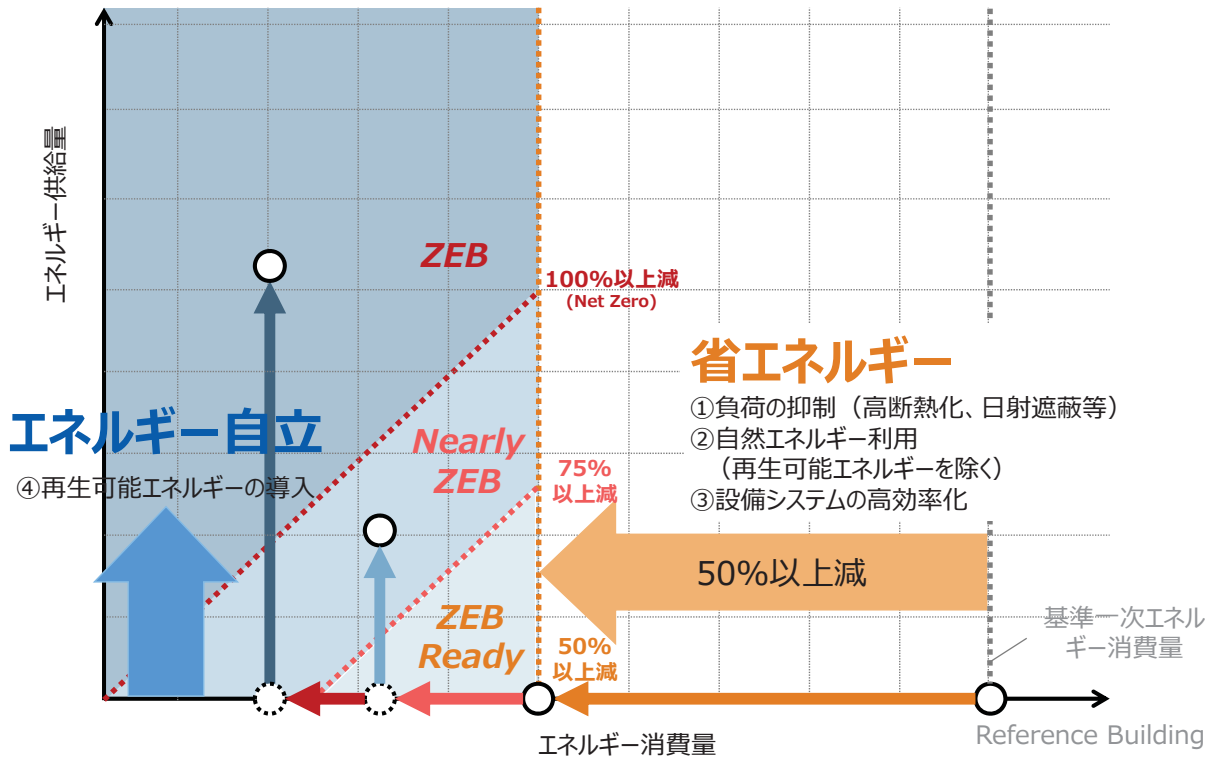 エネルギー供給量
ZEB
100%以上減
(Net Zero)
省エネルギー
①負荷の抑制（高断熱化、日射遮蔽等）
②自然エネルギー利用
（再生可能エネルギーを除く）
③設備システムの高効率化
エネルギー自立
④再生可能エネルギーの導入
Nearly
ZEB
75%
以上減
50%以上減
ZEB
Ready
50%
以上減
基準一次エネル
ギー消費量
エネルギー消費量
Reference Building